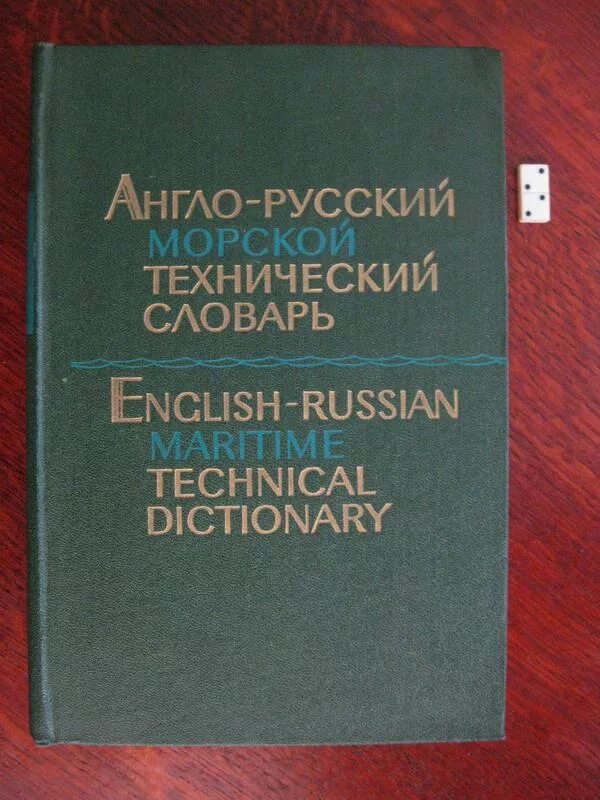 Англо-русский
морской
технический
словарь
English-Russian
Maritime
Technical
Dictionary